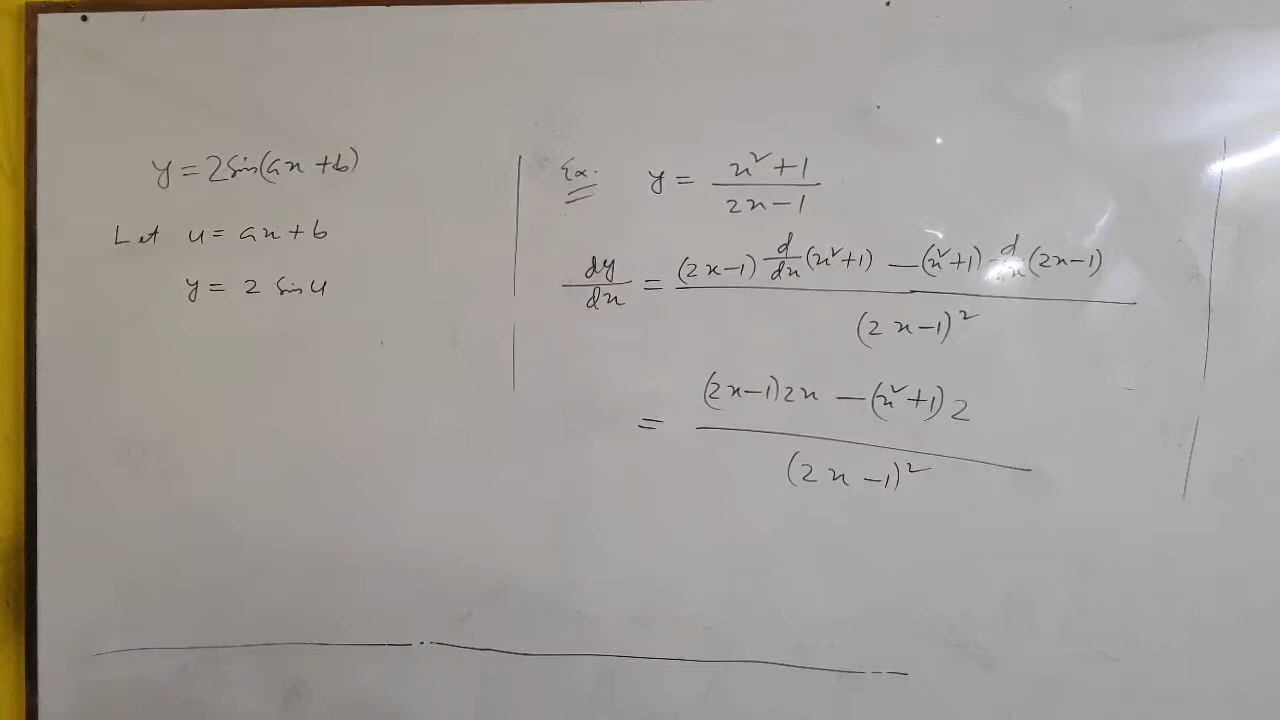 y = 2 Sin(ax + b)
Let u = ax + b
y = 2 Sin u
Ex. y = (x² + 1) / (2x - 1)
dy/dx = ((2x - 1) d/dx (x² + 1) - (x² + 1) d/dx (2x - 1)) / (2x - 1)²
= ((2x - 1) 2x - (x² + 1) 2) / (2x - 1)²